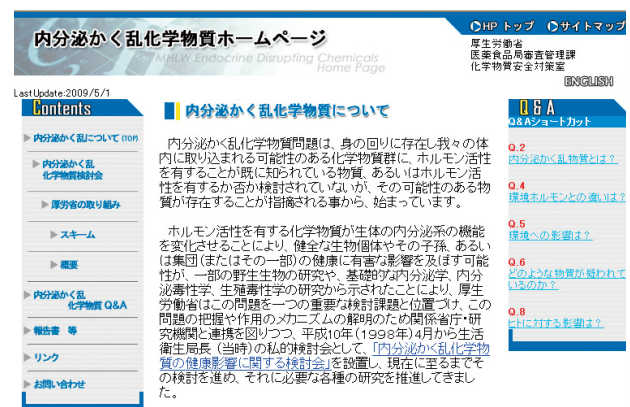 内分泌かく乱化学物質ホームページ
MHLW Endocrine Disrupting Chemicals
Home Page
HP トップ サイトマップ
厚生労働省
医薬食品局審査管理課
化学物質安全対策室
ENGLISH
Last Update:2009/5/1
Contents
内分泌かく乱について (TOP)
内分泌かく乱
化学物質検討会
厚労省の取り組み
スキーム
概要
内分泌かく乱
化学物質 Q&A
報告書 等
リンク
お問い合わせ
内分泌かく乱化学物質について
内分泌かく乱化学物質問題は、身の回りに存在し我々の体
内に取り込まれる可能性のある化学物質群に、ホルモン活性
を有することが既に知られている物質、あるいはホルモン活
性を有するか否か検討されていないが、その可能性のある物
質が存在することが指摘される事から、始まっています。
ホルモン活性を有する化学物質が生体の内分泌系の機能
を変化させることにより、健全な生物個体やその子孫、あるい
は集団(またはその一部)の健康に有害な影響を及ぼす可能
性が、一部の野生生物の研究や、基礎的な内分泌学、内分
泌毒性学、生殖毒性学の研究から示されたことにより、厚生
労働省はこの問題を一つの重要な検討課題と位置づけ、この
問題の把握や作用のメカニズムの解明のため関係省庁・研
究機関と連携を図りつつ、平成10年(1998年)4月から生活
衛生局長(当時)の私的検討会として、「内分泌かく乱化学物
質の健康影響に関する検討会」を設置し、現在に至るまでそ
の検討を進め、それに必要な各種の研究を推進してきまし
た。
Q & A
Q&Aショートカット
Q.2
内分泌かく乱物質とは?
Q.4
環境ホルモンとの違いは?
Q.5
環境への影響は?
Q.6
どのような物質が疑われて
いるのか?
Q.8
ヒトに対する影響は?